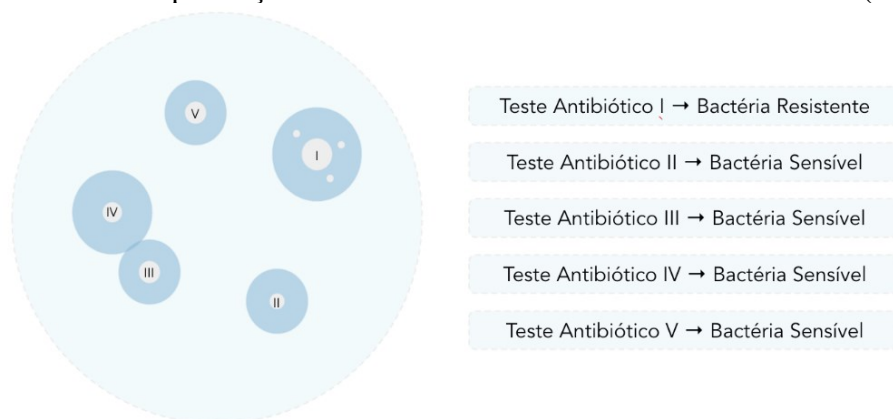 V
I
IV
III
II
Teste Antibiótico I → Bactéria Resistente
Teste Antibiótico II → Bactéria Sensível
Teste Antibiótico III → Bactéria Sensível
Teste Antibiótico IV → Bactéria Sensível
Teste Antibiótico V → Bactéria Sensível